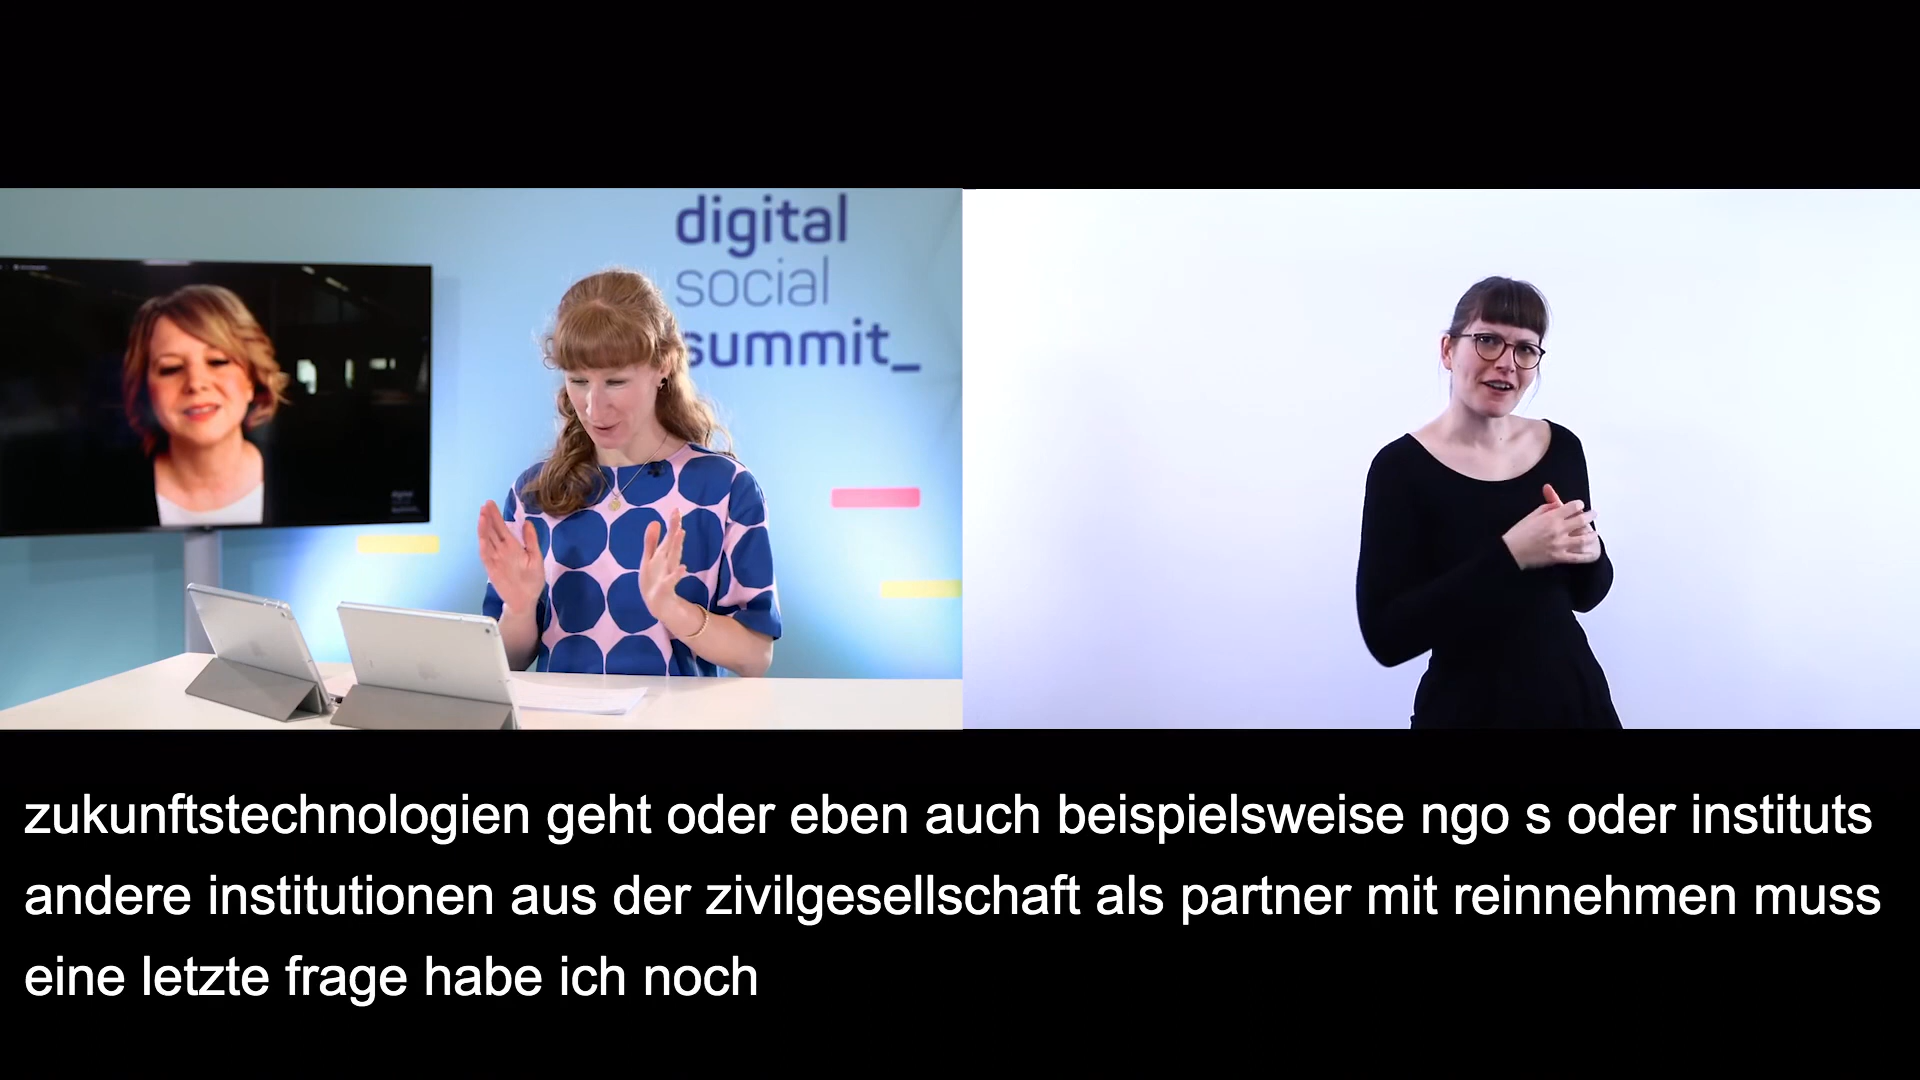 digital
social
summit_
zukunftstechnologien geht oder eben auch beispielsweise ngo s oder instituts
andere institutionen aus der zivilgesellschaft als partner mit reinnehmen muss
eine letzte frage habe ich noch